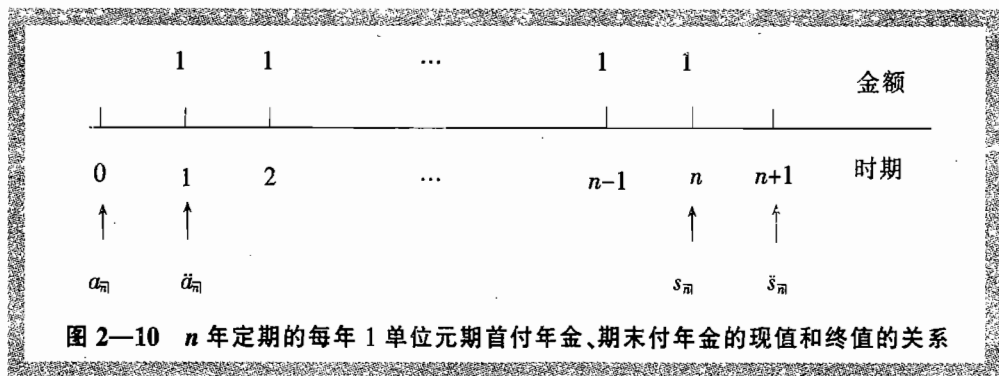 1 1 … 1 1 金额
0 1 2 … n−1 n n+1 时期
a_n̅| ä_n̅| s_n̅| s̈_n̅|
图 2—10 n 年定期的每年 1 单位元期首付年金、期末付年金的现值和终值的关系